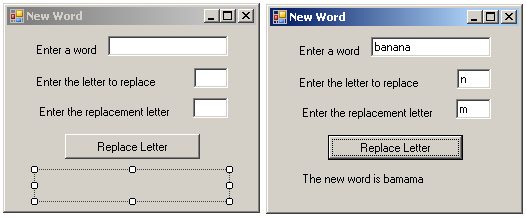 New Word
Enter a word
Enter the letter to replace
Enter the replacement letter
Replace Letter
New Word
Enter a word banana
Enter the letter to replace n
Enter the replacement letter m
Replace Letter
The new word is bamama